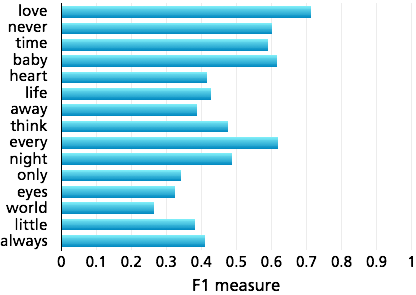 love
never
time
baby
heart
life
away
think
every
night
only
eyes
world
little
always
0 0.1 0.2 0.3 0.4 0.5 0.6 0.7 0.8 0.9 1
F1 measure